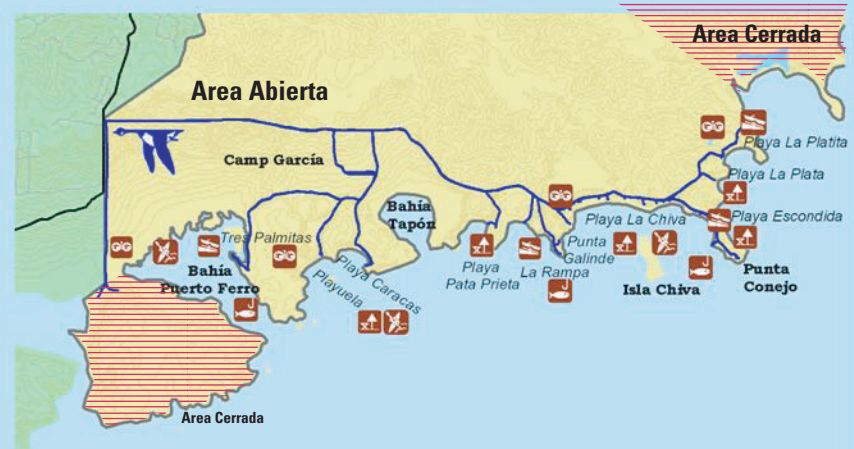 Area Cerrada
Area Abierta
Camp García
Playa La Platita
Playa La Plata
Playa Escondida
Bahía
Tapón
Playa La Chiva
Tres Palmitas
Punta
Galinde
Bahía
Puerto Ferro
Playa Caracas
Playuela
Playa
Pata Prieta
La Rampa
Isla Chiva
Punta
Conejo
Area Cerrada